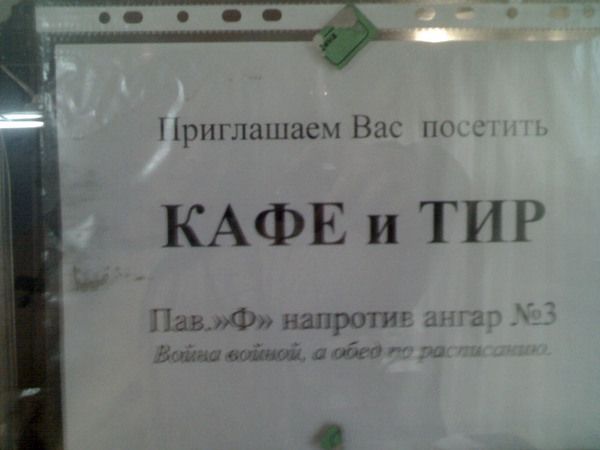 Приглашаем Вас посетить
КАФЕ и ТИР
Пав.»Ф» напротив ангар №3
Война войной, а обед по расписанию.